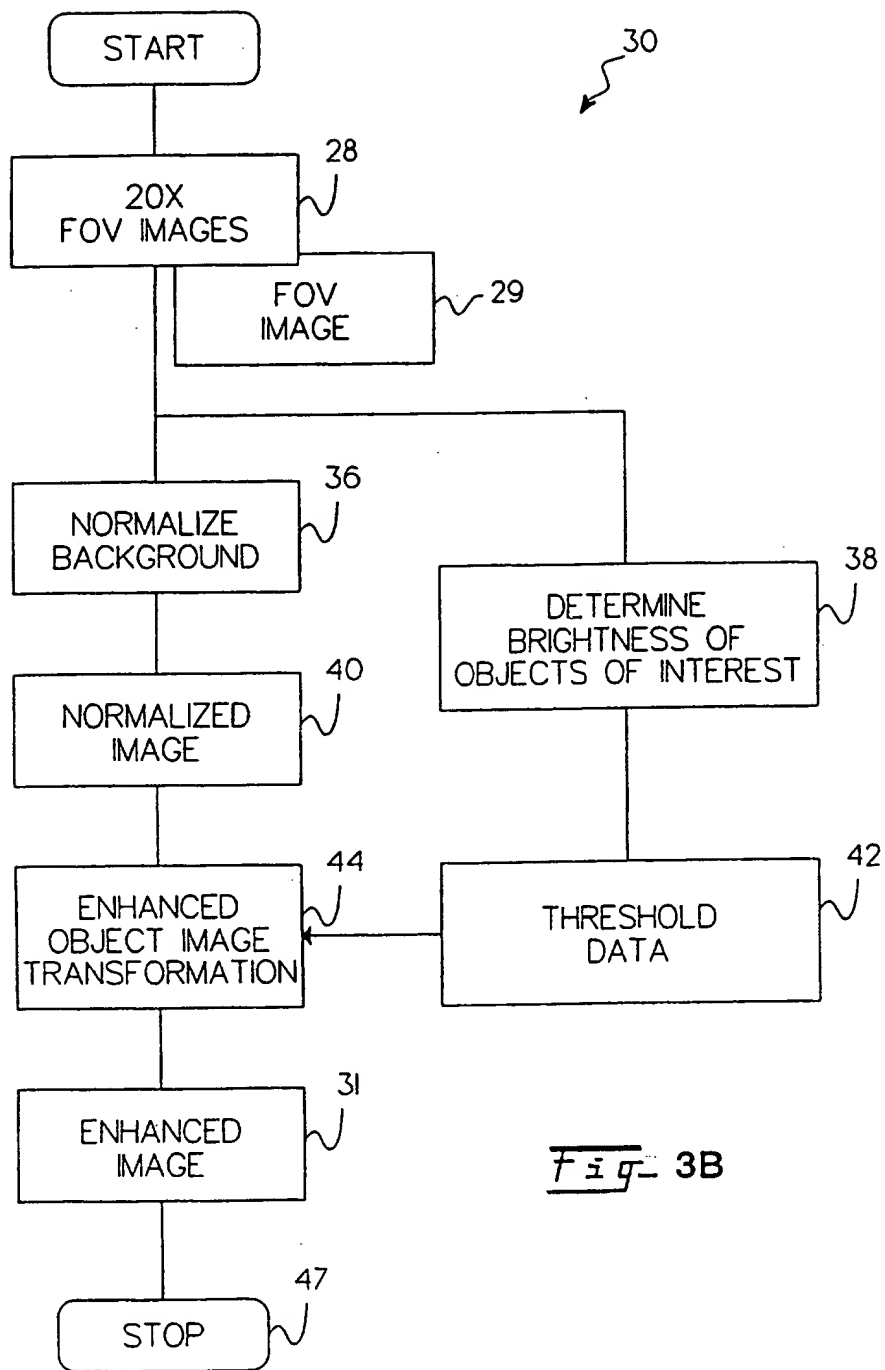 START
30
28
20X
FOV IMAGES
FOV
IMAGE
29
36
NORMALIZE
BACKGROUND
38
DETERMINE
BRIGHTNESS OF
OBJECTS OF INTEREST
40
NORMALIZED
IMAGE
44
ENHANCED
OBJECT IMAGE
TRANSFORMATION
42
THRESHOLD
DATA
31
ENHANCED
IMAGE
Fig 3B
47
STOP